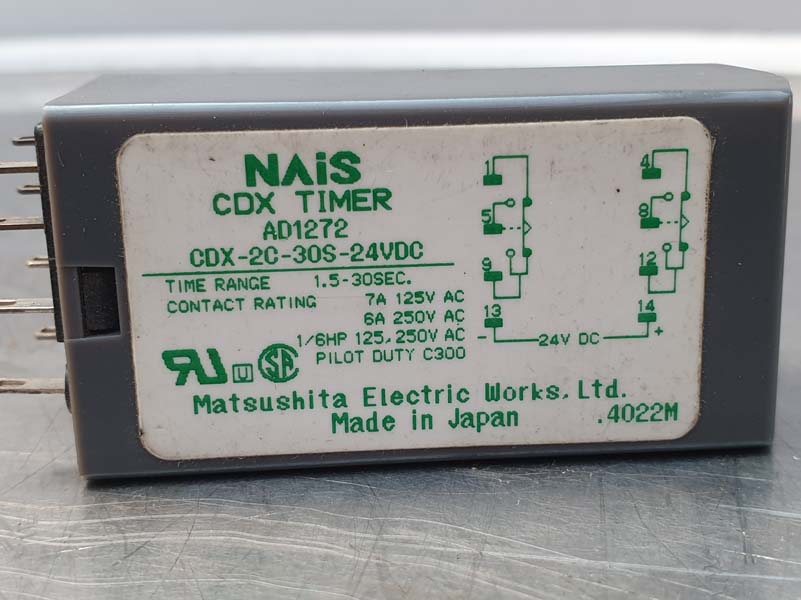 NAiS
CDX TIMER
AD1272
CDX-2C-30S-24VDC
TIME RANGE 1.5-30SEC.
CONTACT RATING 7A 125V AC
6A 250V AC
1/6HP 125,250V AC
PILOT DUTY C300
RU U SA
Matsushita Electric Works, Ltd.
Made in Japan .4022M
1 4
5 8
9 12
13 14
- 24V DC +